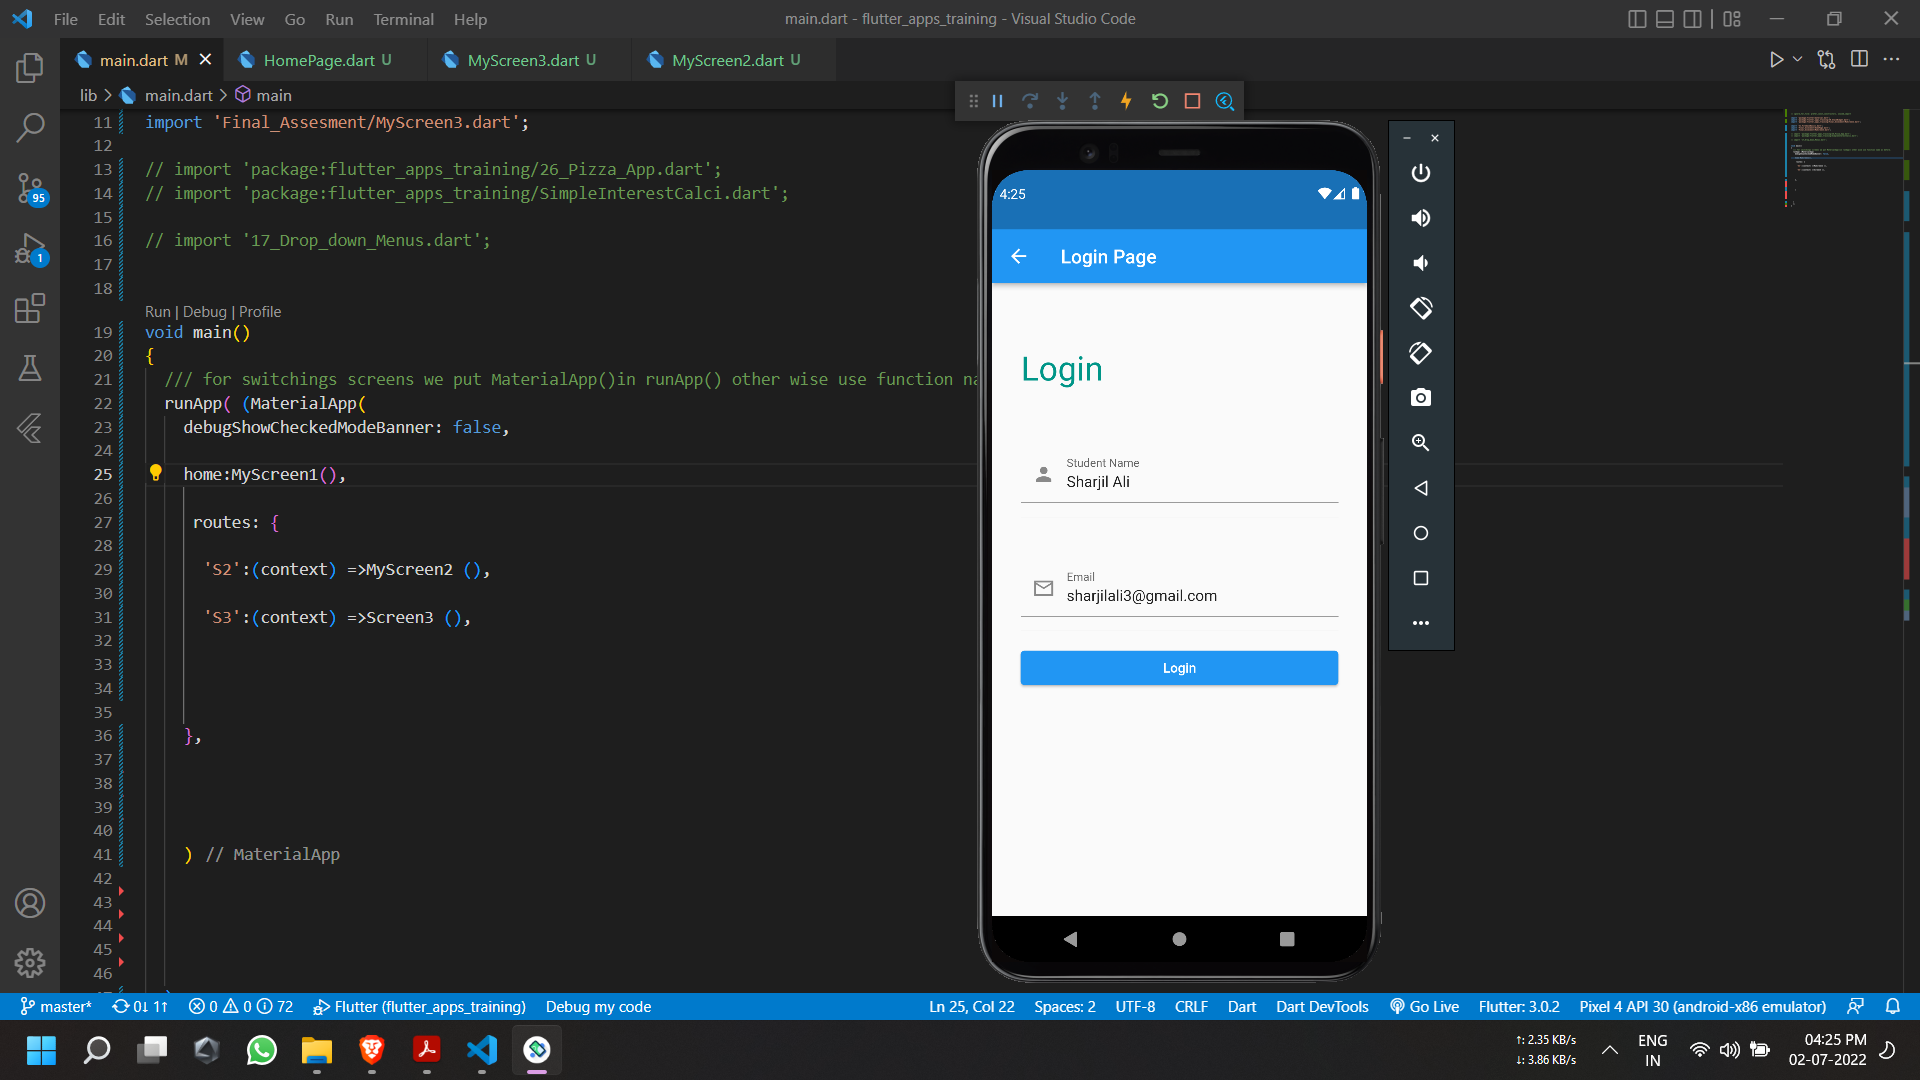 File Edit Selection View Go Run Terminal Help
main.dart - flutter_apps_training - Visual Studio Code
main.dart M HomePage.dart U MyScreen3.dart U MyScreen2.dart U
lib > main.dart > main
11 import 'Final_Assesment/MyScreen3.dart';
12
13 // import 'package:flutter_apps_training/26_Pizza_App.dart';
14 // import 'package:flutter_apps_training/SimpleInterestCalci.dart';
15
16 // import '17_Drop_down_Menus.dart';
17
18
Run | Debug | Profile
19 void main()
20 {
21 /// for switchings screens we put MaterialApp()in runApp() other wise use function na
22 runApp( (MaterialApp(
23 debugShowCheckedModeBanner: false,
24
25 home:MyScreen1(),
26
27 routes: {
28
29 'S2':(context) =>MyScreen2 (),
30
31 'S3':(context) =>Screen3 (),
32
33
34
35
36 },
37
38
39
40
41 ) // MaterialApp
42
43
44
45
46
4:25
Login Page
Login
Student Name
Sharjil Ali
Email
sharjilali3@gmail.com
Login
95
1
master* 0↓ 1↑ 0 0 72 Flutter (flutter_apps_training) Debug my code
Ln 25, Col 22 Spaces: 2 UTF-8 CRLF Dart Dart DevTools Go Live Flutter: 3.0.2 Pixel 4 API 30 (android-x86 emulator)
↑: 2.35 KB/s
↓: 3.86 KB/s
ENG
IN
04:25 PM
02-07-2022